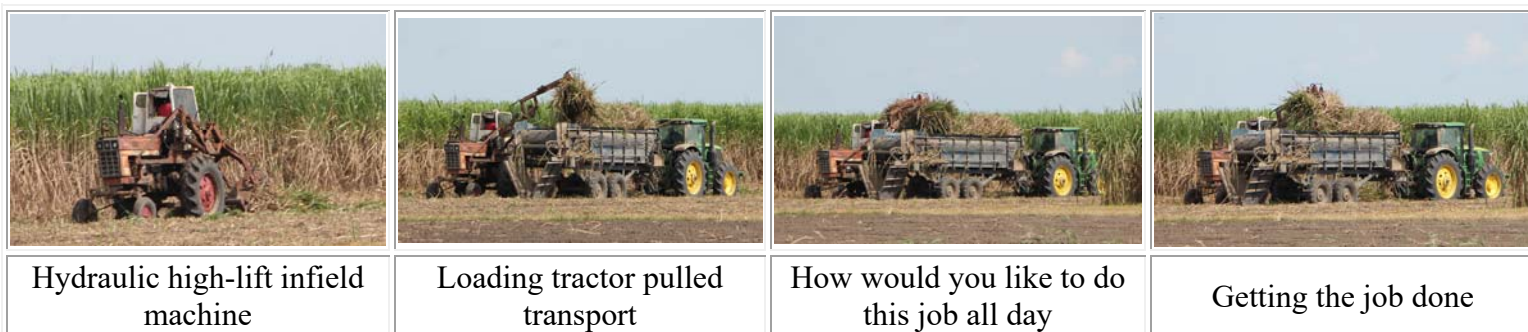 Hydraulic high-lift infield
machine
Loading tractor pulled
transport
How would you like to do
this job all day
Getting the job done